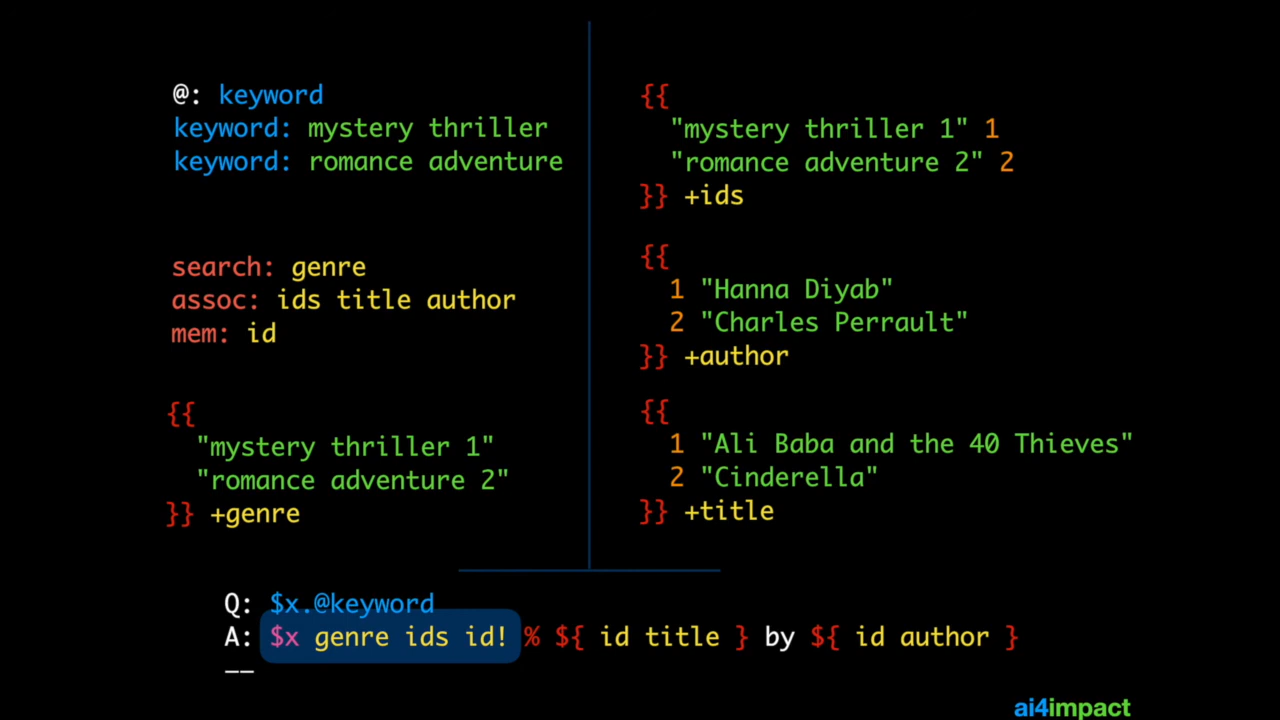 @: keyword
keyword: mystery thriller
keyword: romance adventure
search: genre
assoc: ids title author
mem: id
{{
"mystery thriller 1"
"romance adventure 2"
}} +genre
{{
"mystery thriller 1" 1
"romance adventure 2" 2
}} +ids
{{
1 "Hanna Diyab"
2 "Charles Perrault"
}} +author
{{
1 "Ali Baba and the 40 Thieves"
2 "Cinderella"
}} +title
Q: $x.@keyword
A: $x genre ids id! % ${ id title } by ${ id author }
--
ai4impact